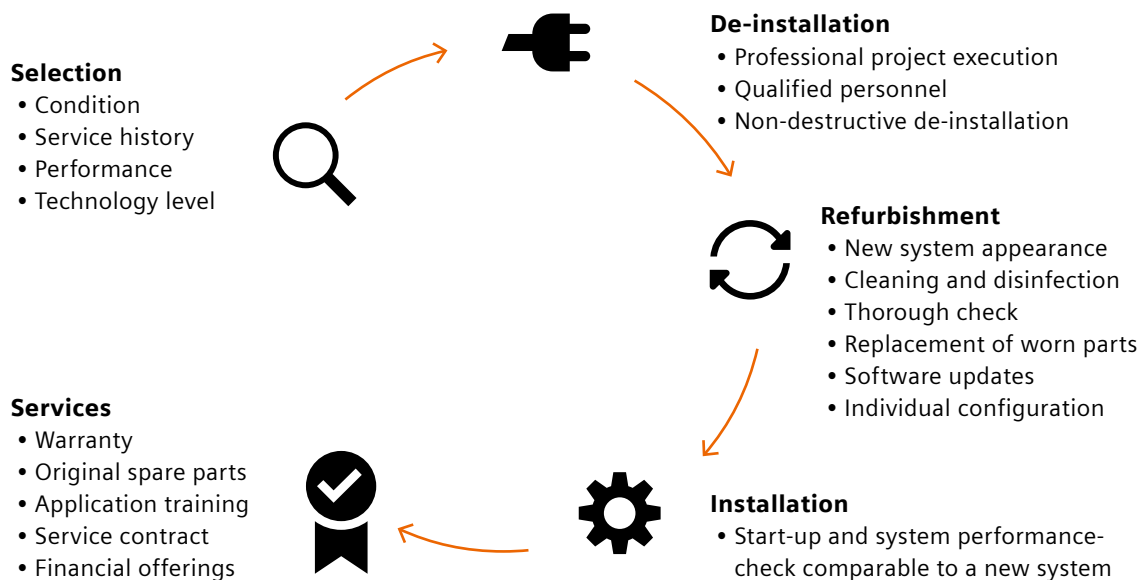 Selection
• Condition
• Service history
• Performance
• Technology level
De-installation
• Professional project execution
• Qualified personnel
• Non-destructive de-installation
Refurbishment
• New system appearance
• Cleaning and disinfection
• Thorough check
• Replacement of worn parts
• Software updates
• Individual configuration
Installation
• Start-up and system performance-
check comparable to a new system
Services
• Warranty
• Original spare parts
• Application training
• Service contract
• Financial offerings